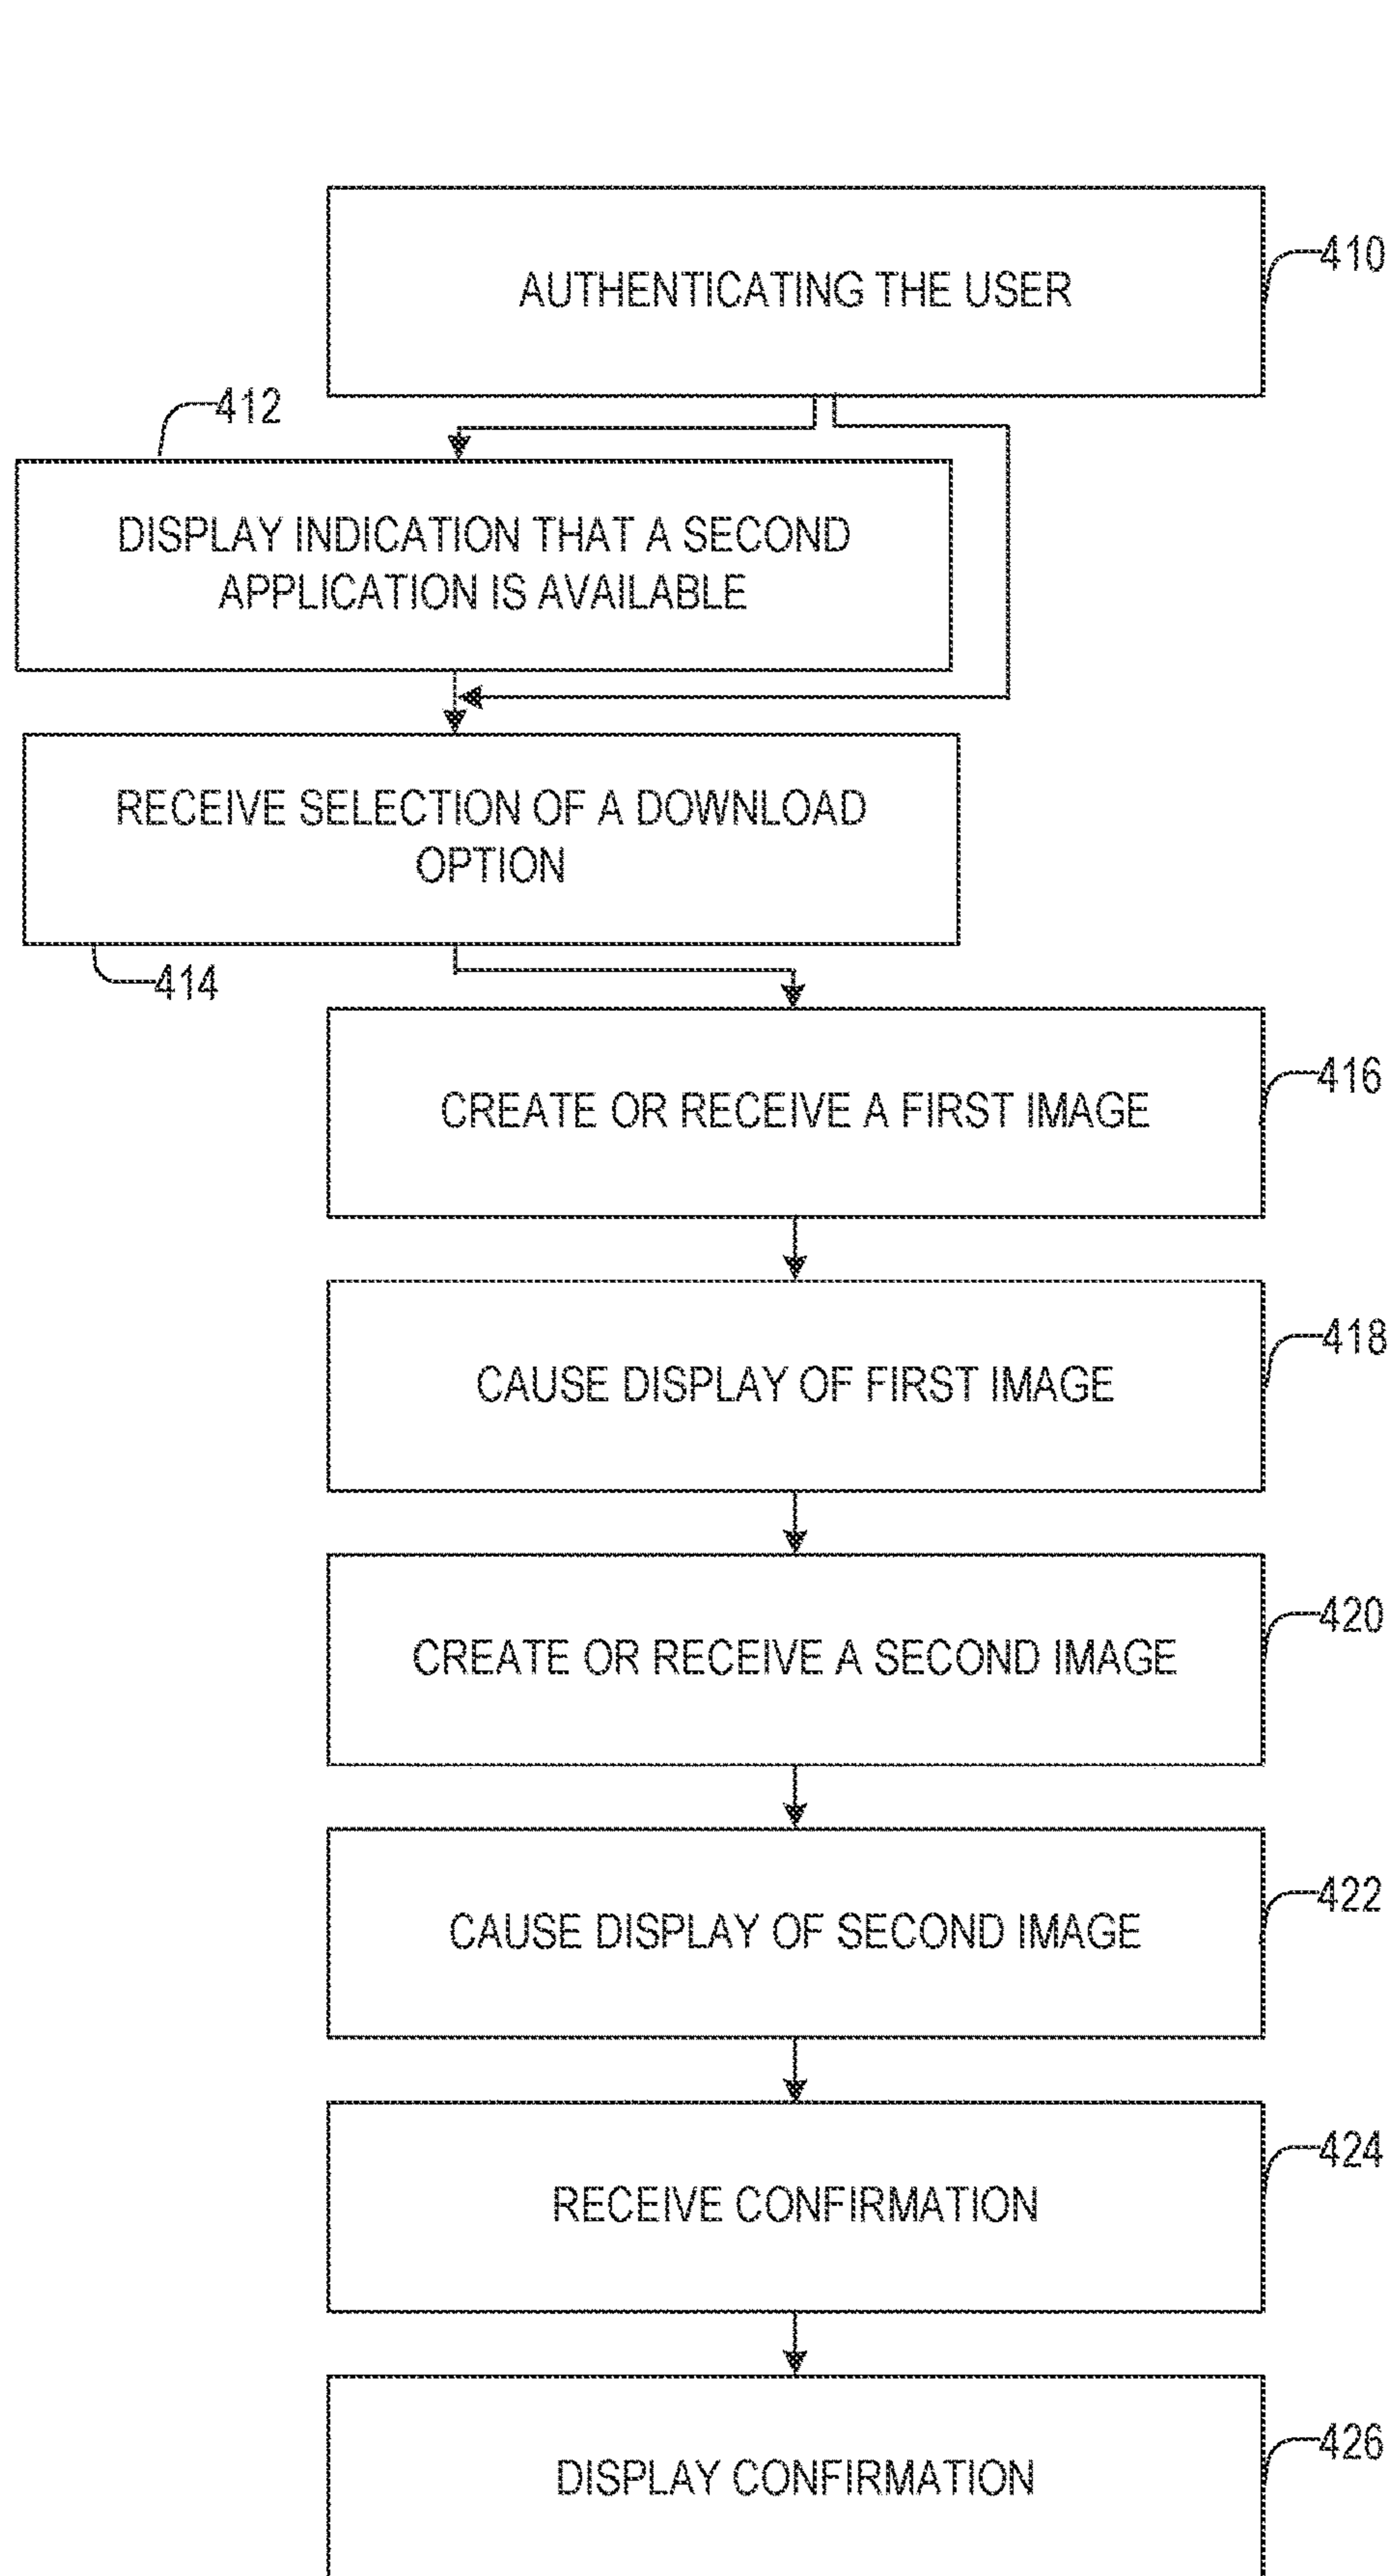 AUTHENTICATING THE USER
410
412
DISPLAY INDICATION THAT A SECOND
APPLICATION IS AVAILABLE
RECEIVE SELECTION OF A DOWNLOAD
OPTION
414
CREATE OR RECEIVE A FIRST IMAGE
416
CAUSE DISPLAY OF FIRST IMAGE
418
CREATE OR RECEIVE A SECOND IMAGE
420
CAUSE DISPLAY OF SECOND IMAGE
422
RECEIVE CONFIRMATION
424
DISPLAY CONFIRMATION
426